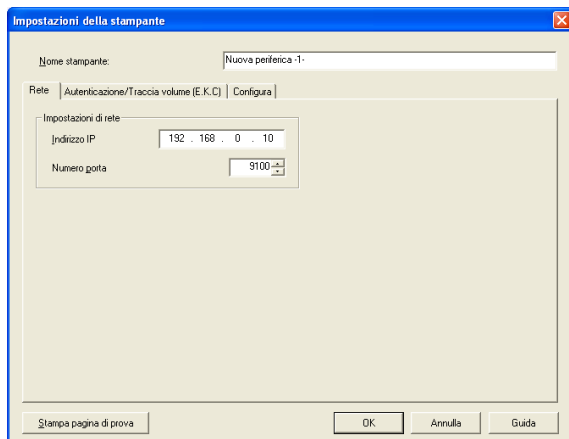 Impostazioni della stampante
Nome stampante: Nuova periferica -1-
Rete Autenticazione/Traccia volume (E.K.C) Configura
Impostazioni di rete
Indirizzo IP 192 . 168 . 0 . 10
Numero porta 9100
Stampa pagina di prova OK Annulla Guida